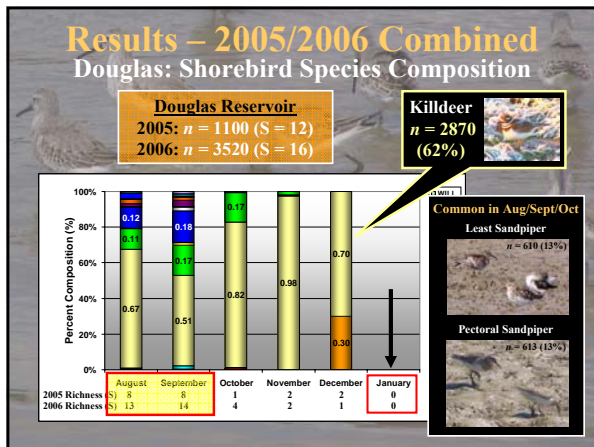 Results – 2005/2006 Combined
Douglas: Shorebird Species Composition
Douglas Reservoir
2005: n = 1100 (S = 12)
2006: n = 3520 (S = 16)
Killdeer
n = 2870
(62%)
Percent Composition (%)
100%
80%
60%
40%
20%
0%
0.12
0.11
0.67
0.18
0.17
0.51
0.17
0.82
0.98
0.70
0.30
WILL
August
September
October
November
December
January
2005 Richness (S) 8 8 1 2 2 0
2006 Richness (S) 13 14 4 2 1 0
Common in Aug/Sept/Oct
Least Sandpiper
n = 610 (13%)
Pectoral Sandpiper
n = 613 (13%)